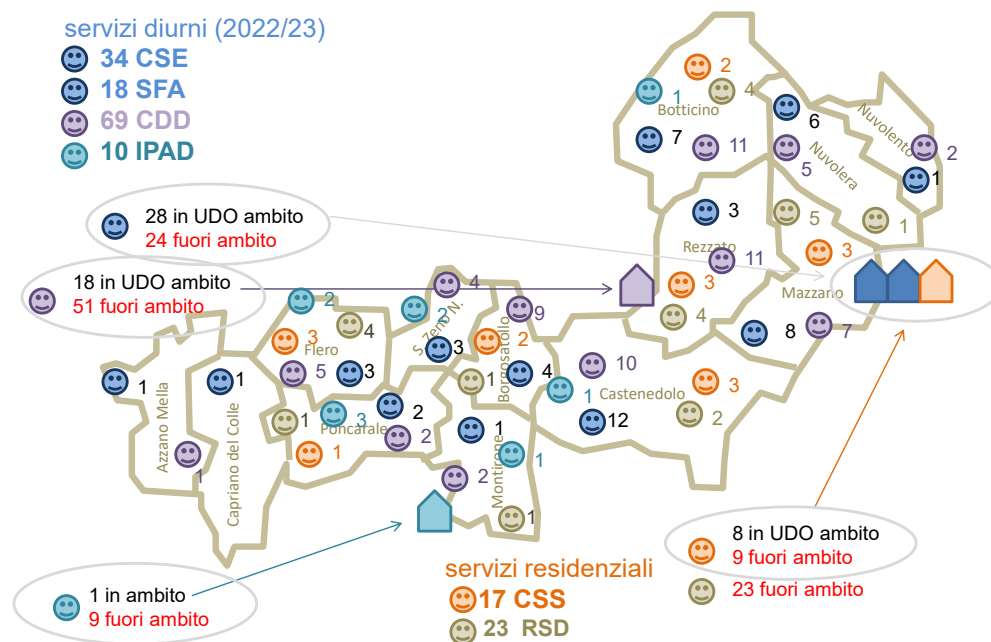 servizi diurni (2022/23)
34 CSE
18 SFA
69 CDD
10 IPAD
2
1
4
Botticino
7
11
6
5
Nuvolera
Nuvolento
2
1
28 in UDO ambito
24 fuori ambito
3
5
1
Rezzato
11
3
3
Mazzano
4
8
7
18 in UDO ambito
51 fuori ambito
4
2
S. Zeno N.
3
9
2
Borgosatollo
4
1
2
4
3
Flero
5
3
1
Azzano Mella
1
1
Capriano del Colle
1
3
2
Poncarale
1
2
1
Montirone
1
2
1
10
Castenedolo
3
1
12
2
1 in ambito
9 fuori ambito
servizi residenziali
17 CSS
23 RSD
8 in UDO ambito
9 fuori ambito
23 fuori ambito